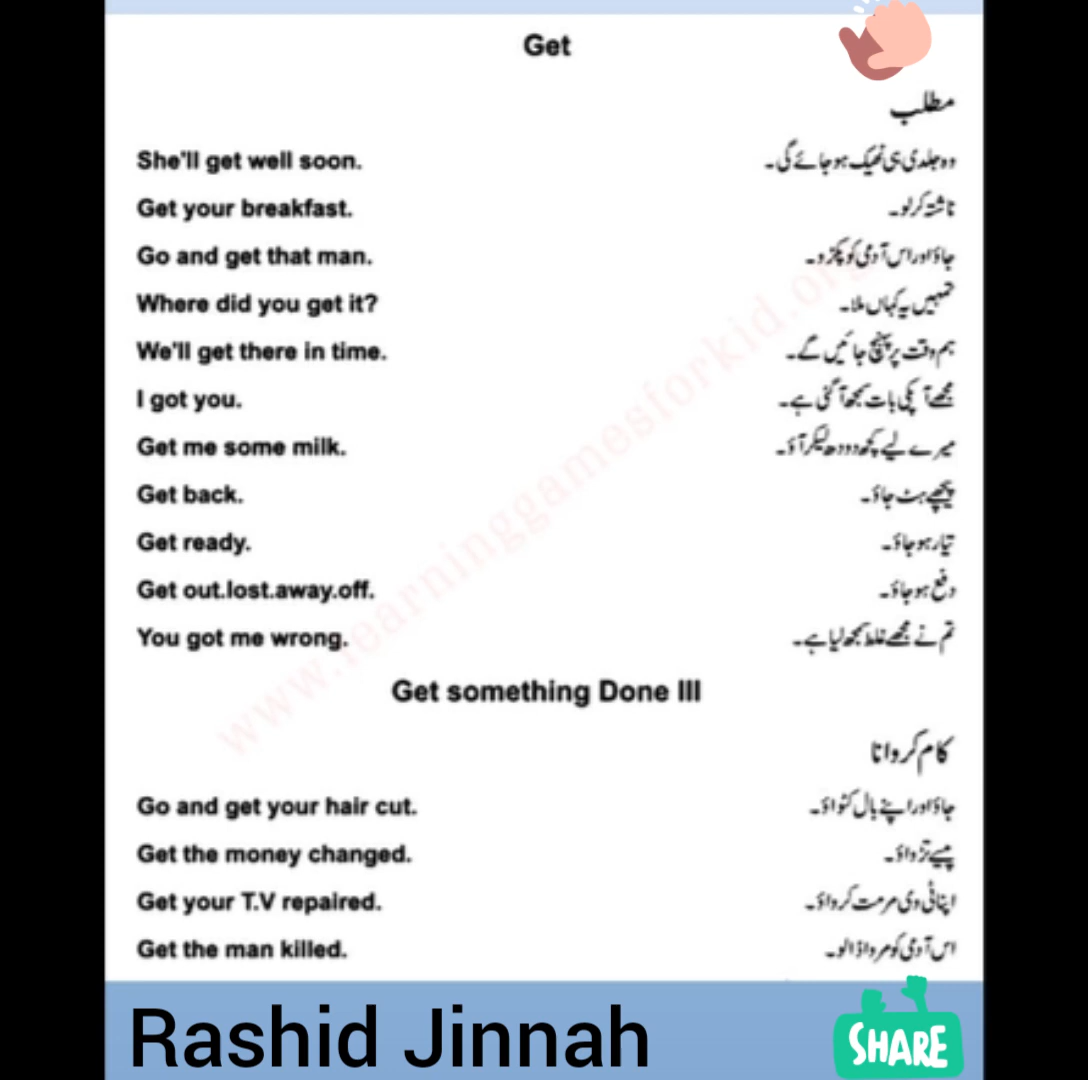 Get
مطلب
She'll get well soon. وہ جلدی ہی ٹھیک ہو جائے گی۔
Get your breakfast. ناشتہ کرلو۔
Go and get that man. جاؤ اور اس آدمی کو پکڑو۔
Where did you get it? تمہیں یہ کہاں ملا۔
We'll get there in time. ہم وقت پر پہنچ جائیں گے۔
I got you. مجھے آپکی بات سمجھ آ گئی ہے۔
Get me some milk. میرے لیے کچھ دودھ لیکر آؤ۔
Get back. پیچھے ہٹ جاؤ۔
Get ready. تیار ہو جاؤ۔
Get out.lost.away.off. دفع ہو جاؤ۔
You got me wrong. تم نے مجھے غلط سمجھ لیا ہے۔
Get something Done III
کام کروانا
Go and get your hair cut. جاؤ اور اپنے بال کٹواؤ۔
Get the money changed. پیسے تڑواؤ۔
Get your T.V repaired. اپنا ٹی وی مرمت کرواؤ۔
Get the man killed. اس آدمی کو مروا ڈالو۔
www.learninggamesforkid.org
Rashid Jinnah
SHARE